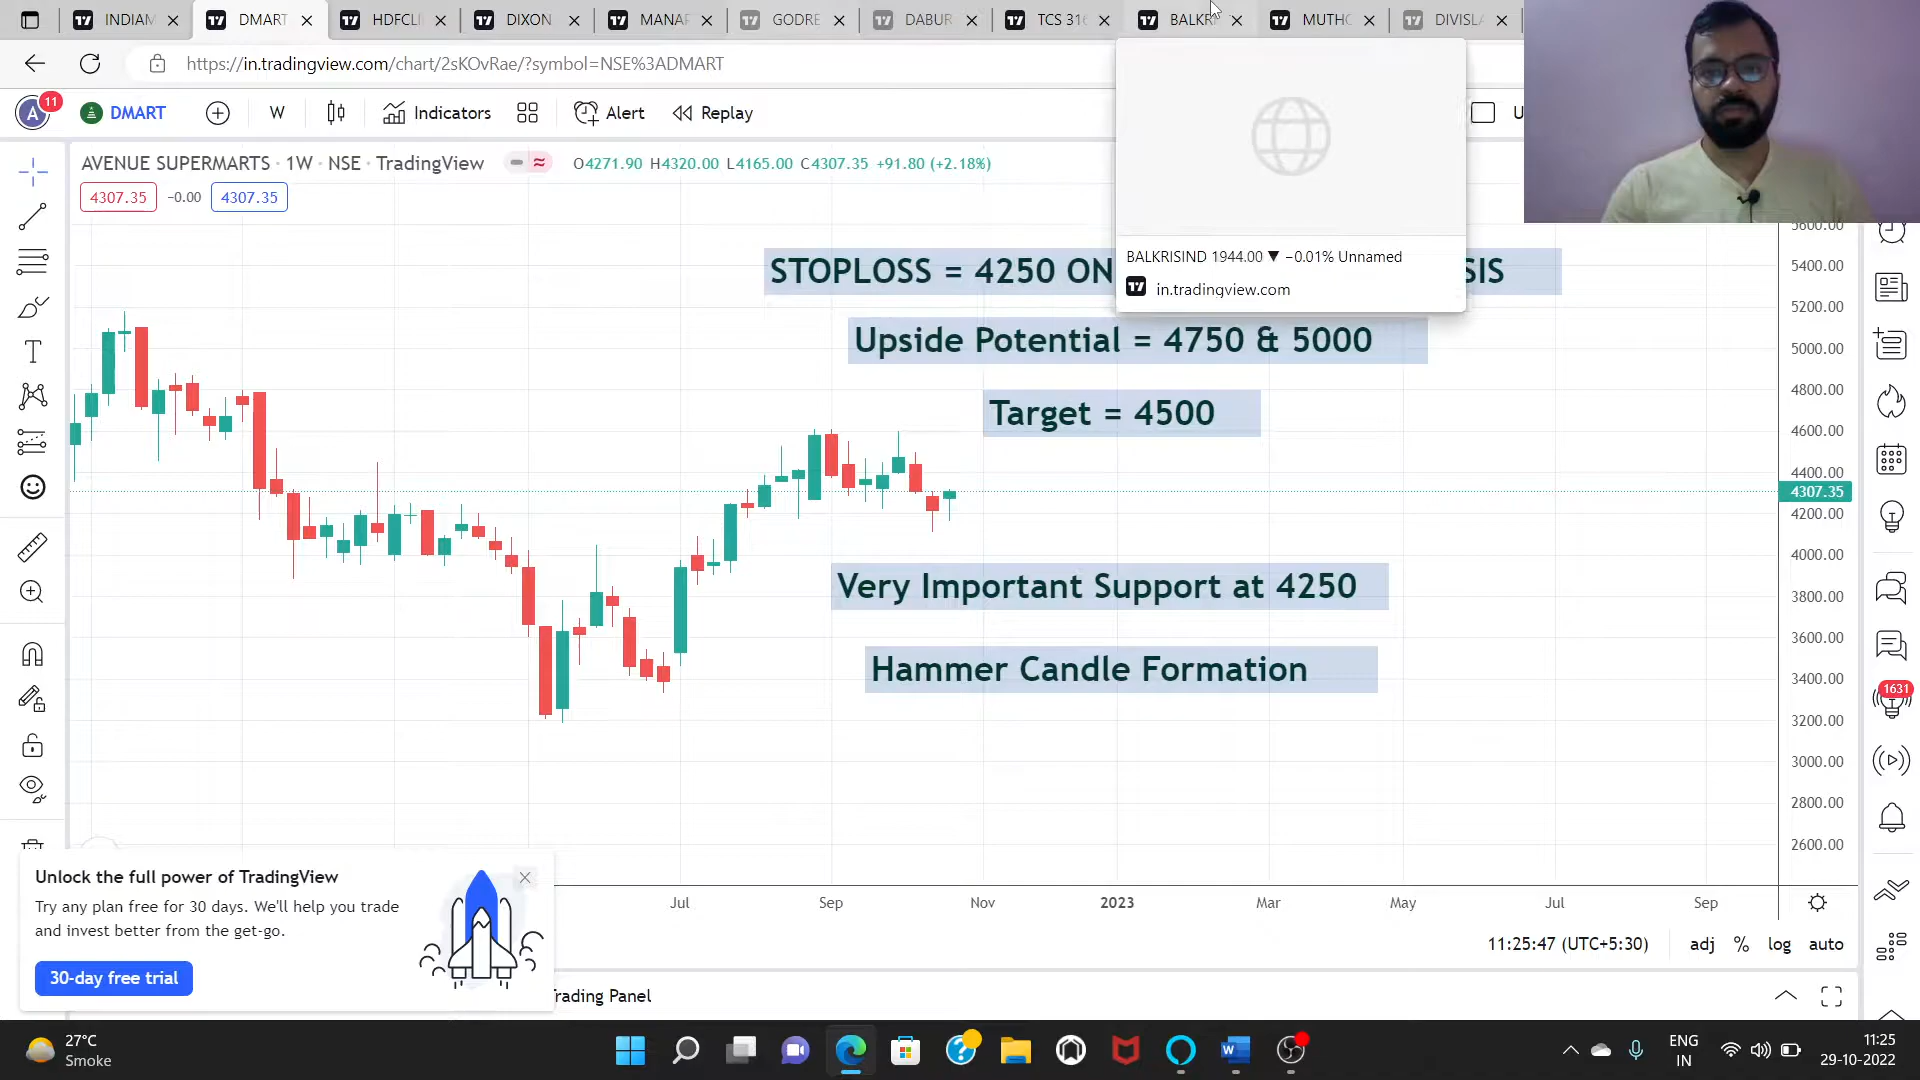 INDIAM
DMART
HDFCLI
DIXON
MANAP
GODRE
DABUR
TCS 316
BALKRI
MUTHO
DIVISLA
https://in.tradingview.com/chart/2sKOvRae/?symbol=NSE%3ADMART
A 11 DMART W Indicators Alert Replay U
AVENUE SUPERMARTS · 1W · NSE · TradingView O4271.90 H4320.00 L4165.00 C4307.35 +91.80 (+2.18%)
4307.35 −0.00 4307.35
BALKRISIND 1944.00 ▼ −0.01% Unnamed
in.tradingview.com
STOPLOSS = 4250 ON SIS
Upside Potential = 4750 & 5000
Target = 4500
Very Important Support at 4250
Hammer Candle Formation
5600.00
5400.00
5200.00
5000.00
4800.00
4600.00
4400.00
4307.35
4200.00
4000.00
3800.00
3600.00
3400.00
3200.00
3000.00
2800.00
2600.00
1631
Unlock the full power of TradingView
Try any plan free for 30 days. We'll help you trade
and invest better from the get-go.
30-day free trial
Jul Sep Nov 2023 Mar May Jul Sep
11:25:47 (UTC+5:30) adj % log auto
Trading Panel
27°C
Smoke
ENG
IN
11:25
29-10-2022